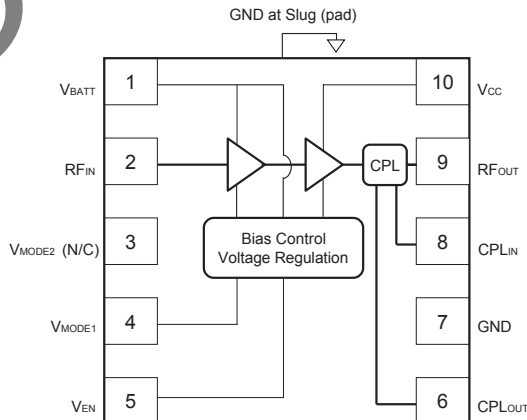 GND at Slug (pad)
VBATT 1
10 VCC
RFIN 2
CPL
9 RFOUT
VMODE2 (N/C) 3
Bias Control
Voltage Regulation
8 CPLIN
VMODE1 4
7 GND
VEN 5
6 CPLOUT